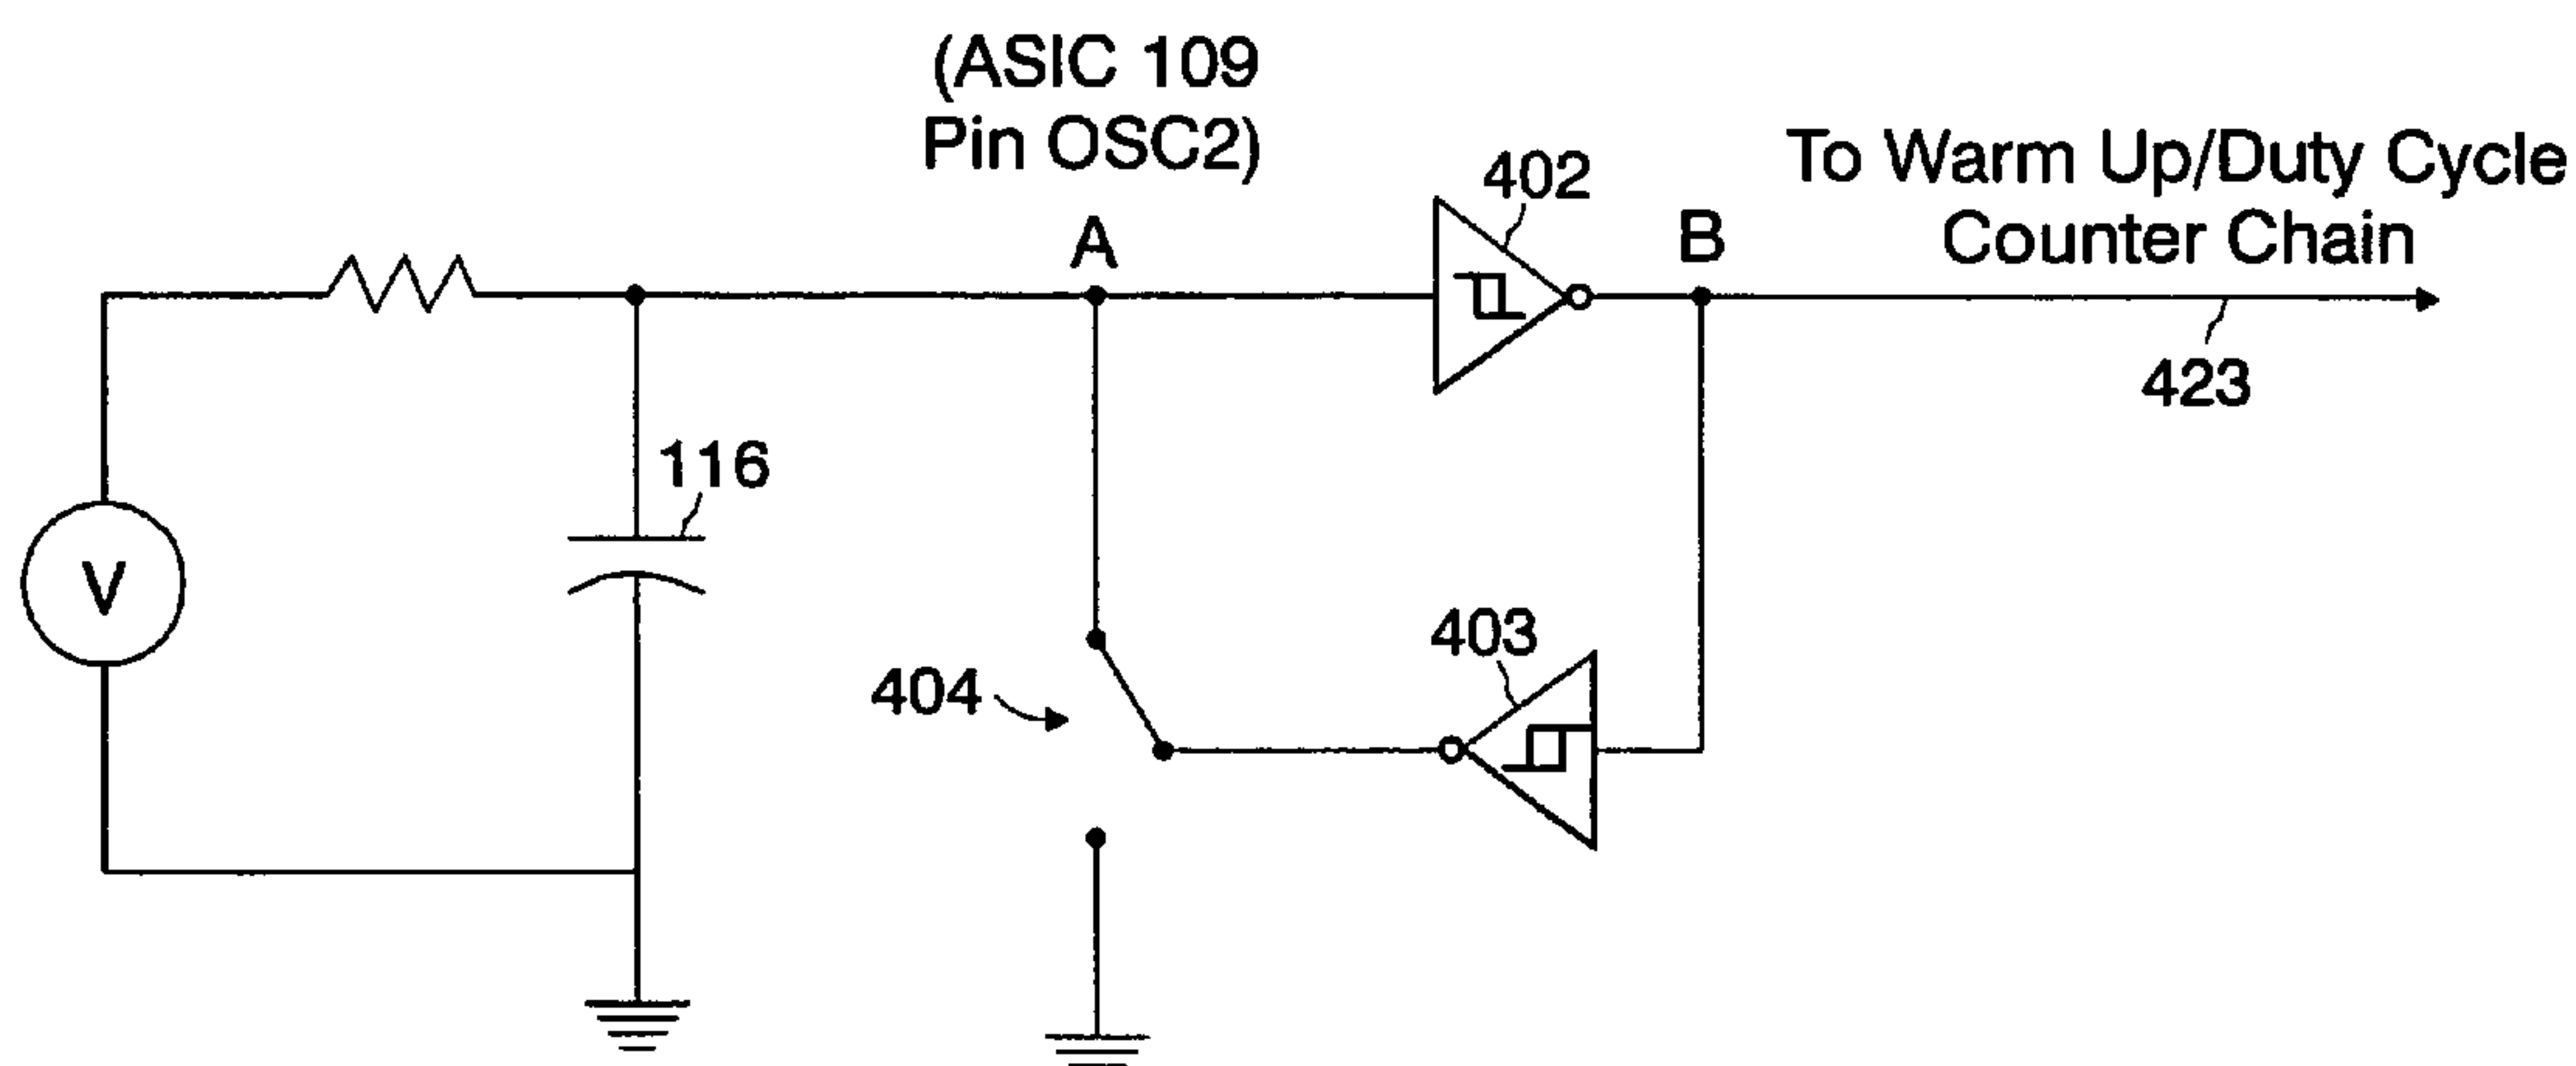 (ASIC 109
Pin OSC2)
402
To Warm Up/Duty Cycle
A
B
Counter Chain
423
116
V
403
404